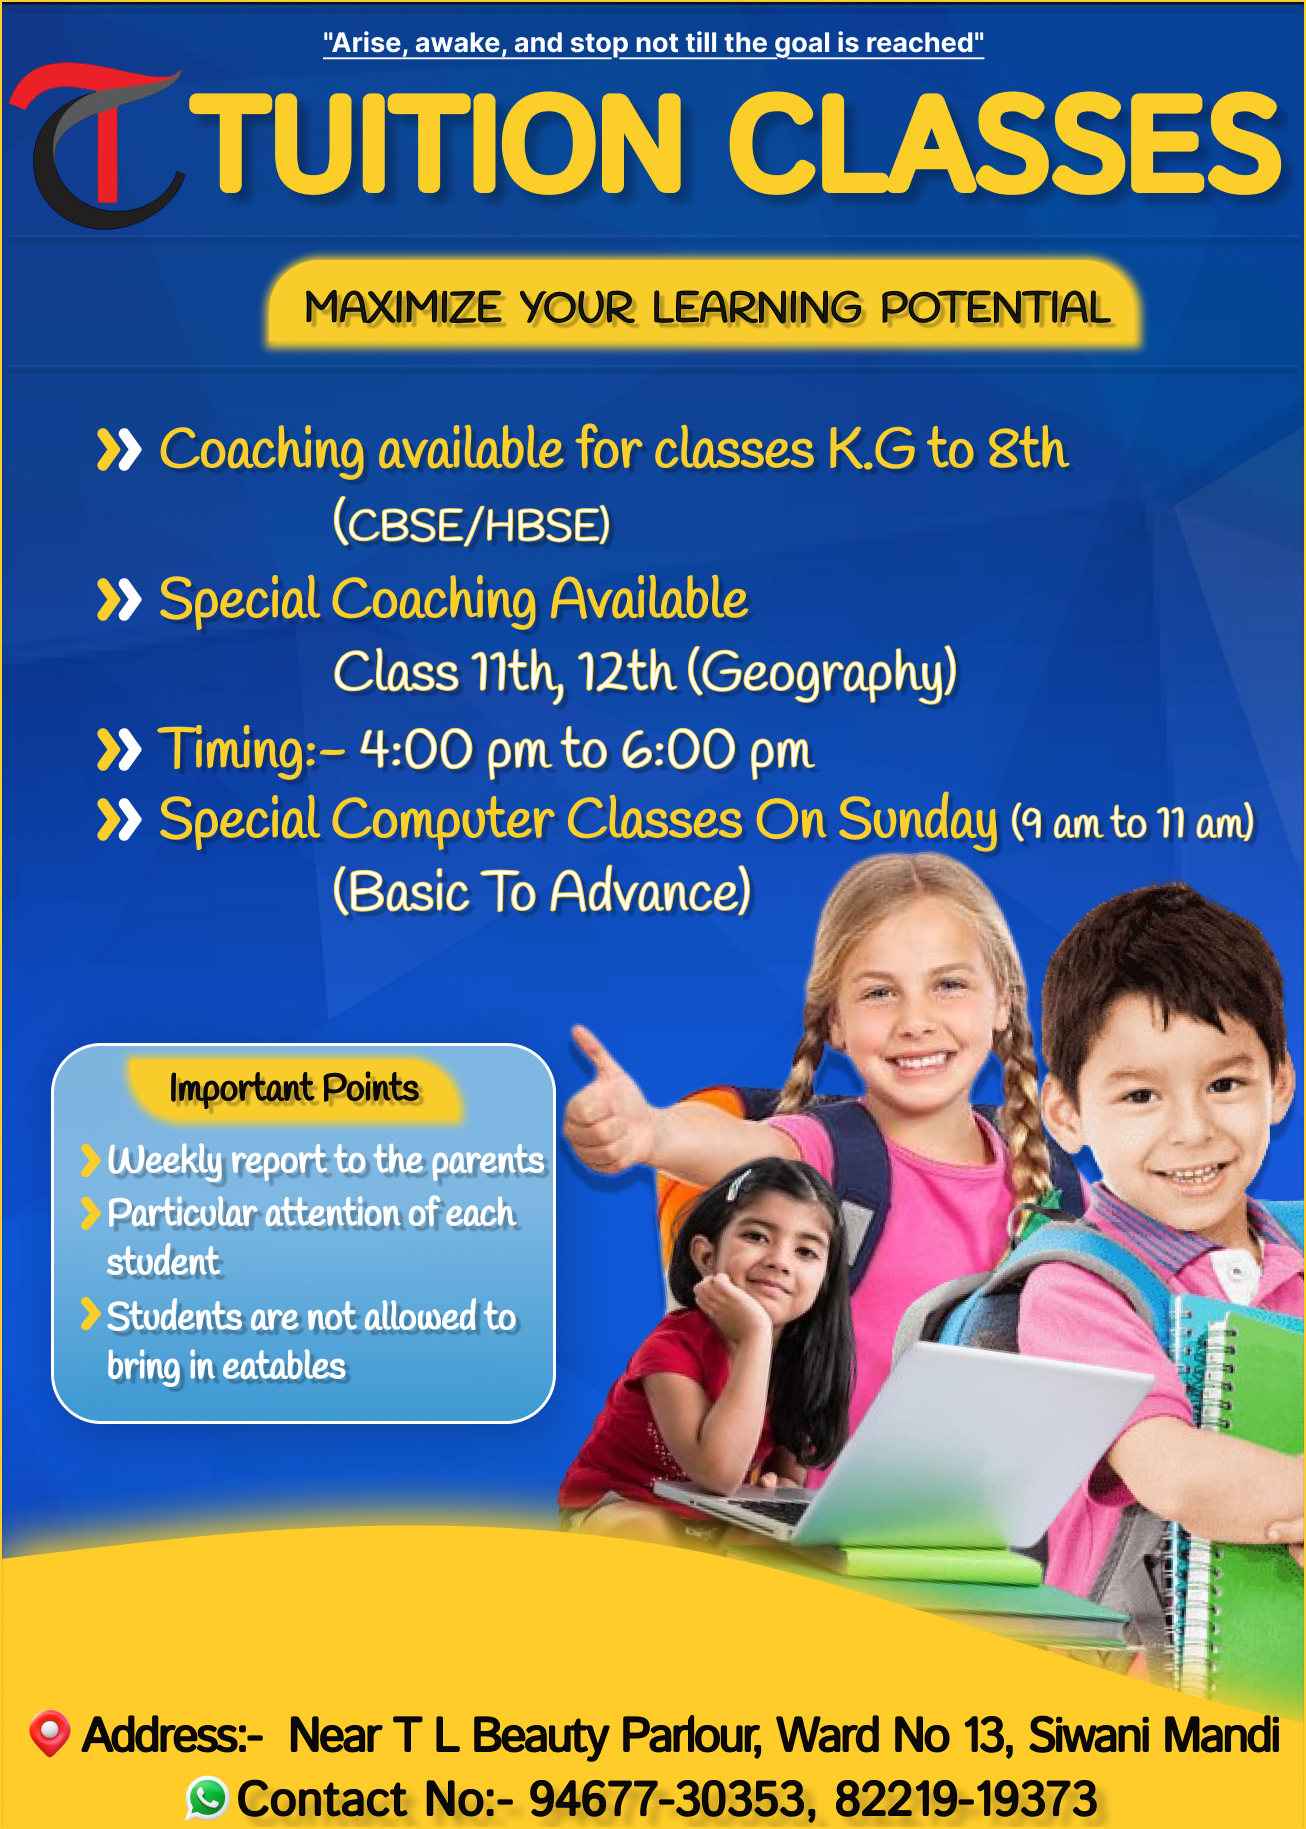 "Arise, awake, and stop not till the goal is reached"
TUITION CLASSES
MAXIMIZE YOUR LEARNING POTENTIAL
Coaching available for classes K.G to 8th
(CBSE/HBSE)
Special Coaching Available
Class 11th, 12th (Geography)
Timing:- 4:00 pm to 6:00 pm
Special Computer Classes On Sunday (9 am to 11 am)
(Basic To Advance)
Important Points
Weekly report to the parents
Particular attention of each
student
Students are not allowed to
bring in eatables
Address:- Near T L Beauty Parlour, Ward No 13, Siwani Mandi
Contact No:- 94677-30353, 82219-19373